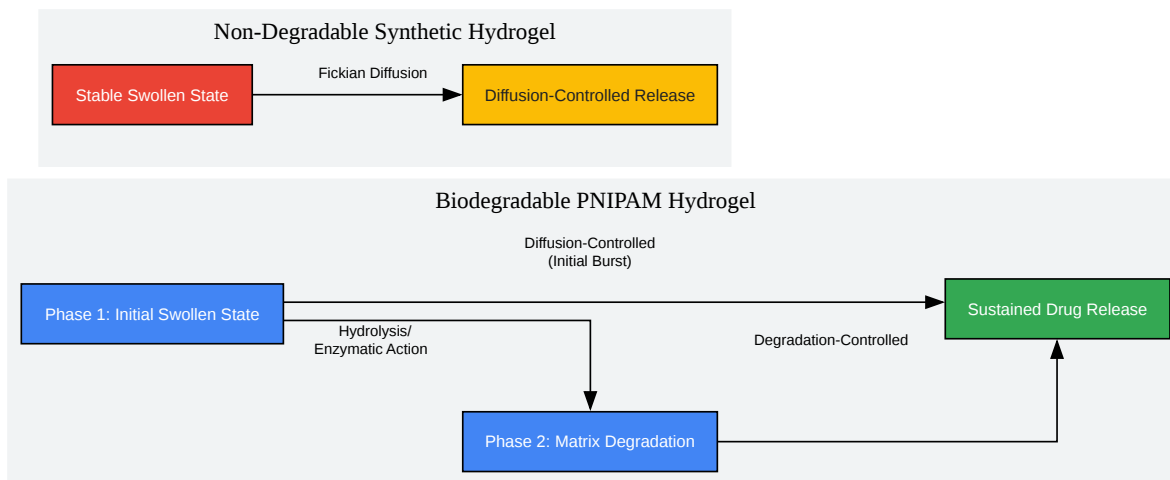 Non-Degradable Synthetic Hydrogel
Fickian Diffusion
Stable Swollen State
Diffusion-Controlled Release
Biodegradable PNIPAM Hydrogel
Diffusion-Controlled
(Initial Burst)
Phase 1: Initial Swollen State
Sustained Drug Release
Hydrolysis/
Enzymatic Action
Degradation-Controlled
Phase 2: Matrix Degradation